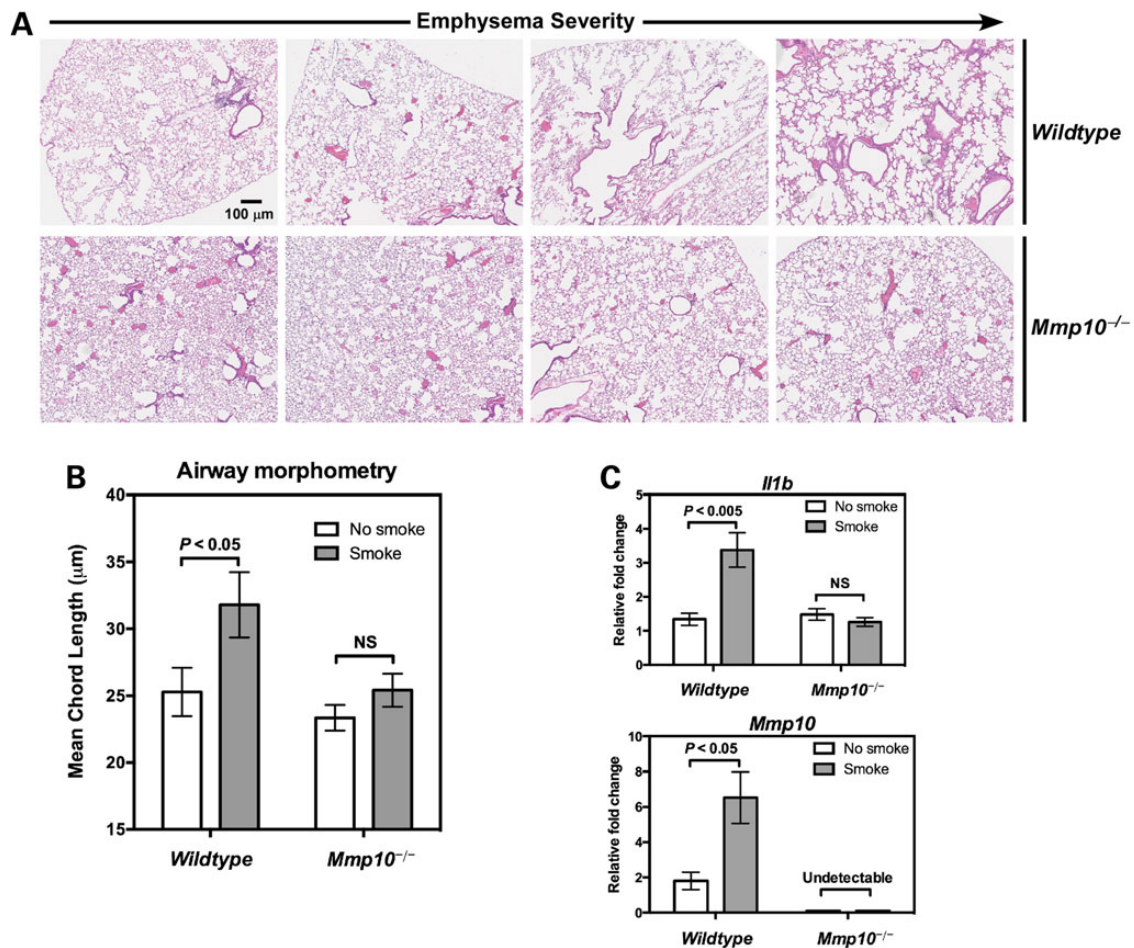 A
Emphysema Severity
Wildtype
100 µm
Mmp10−/−
B
Airway morphometry
Mean Chord Length (µm)
40
35
30
25
20
15
No smoke
Smoke
P < 0.05
NS
Wildtype
Mmp10−/−
C
Il1b
Relative fold change
5
4
3
2
1
0
No smoke
Smoke
P < 0.005
NS
Wildtype
Mmp10−/−
Mmp10
Relative fold change
10
8
6
4
2
0
No smoke
Smoke
P < 0.05
Undetectable
Wildtype
Mmp10−/−